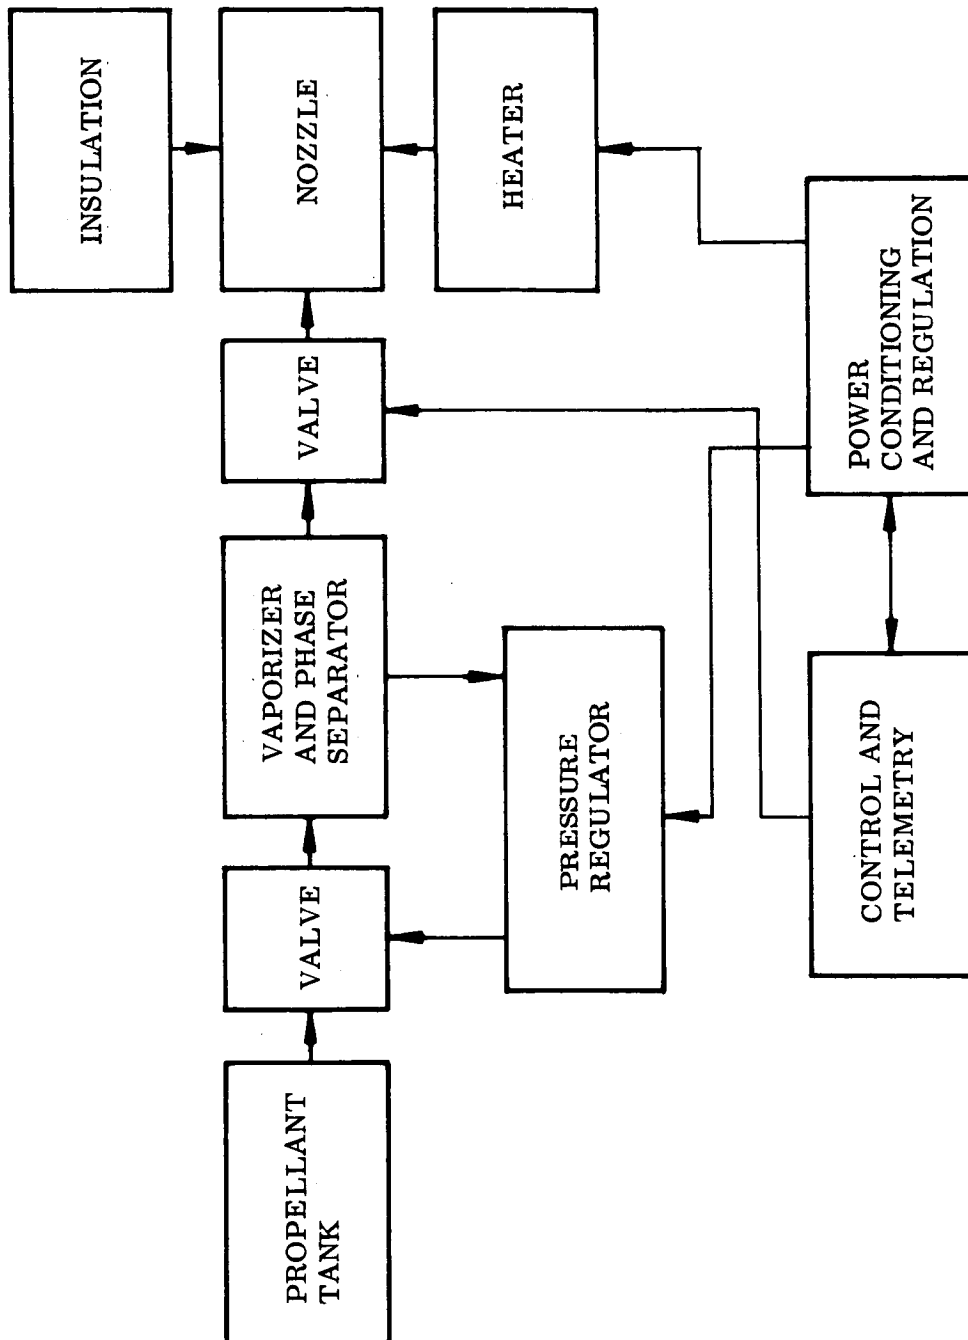 INSULATION
NOZZLE
HEATER
VALVE
VAPORIZER
AND PHASE
SEPARATOR
VALVE
PROPELLANT
TANK
PRESSURE
REGULATOR
POWER
CONDITIONING
AND REGULATION
CONTROL AND
TELEMETRY